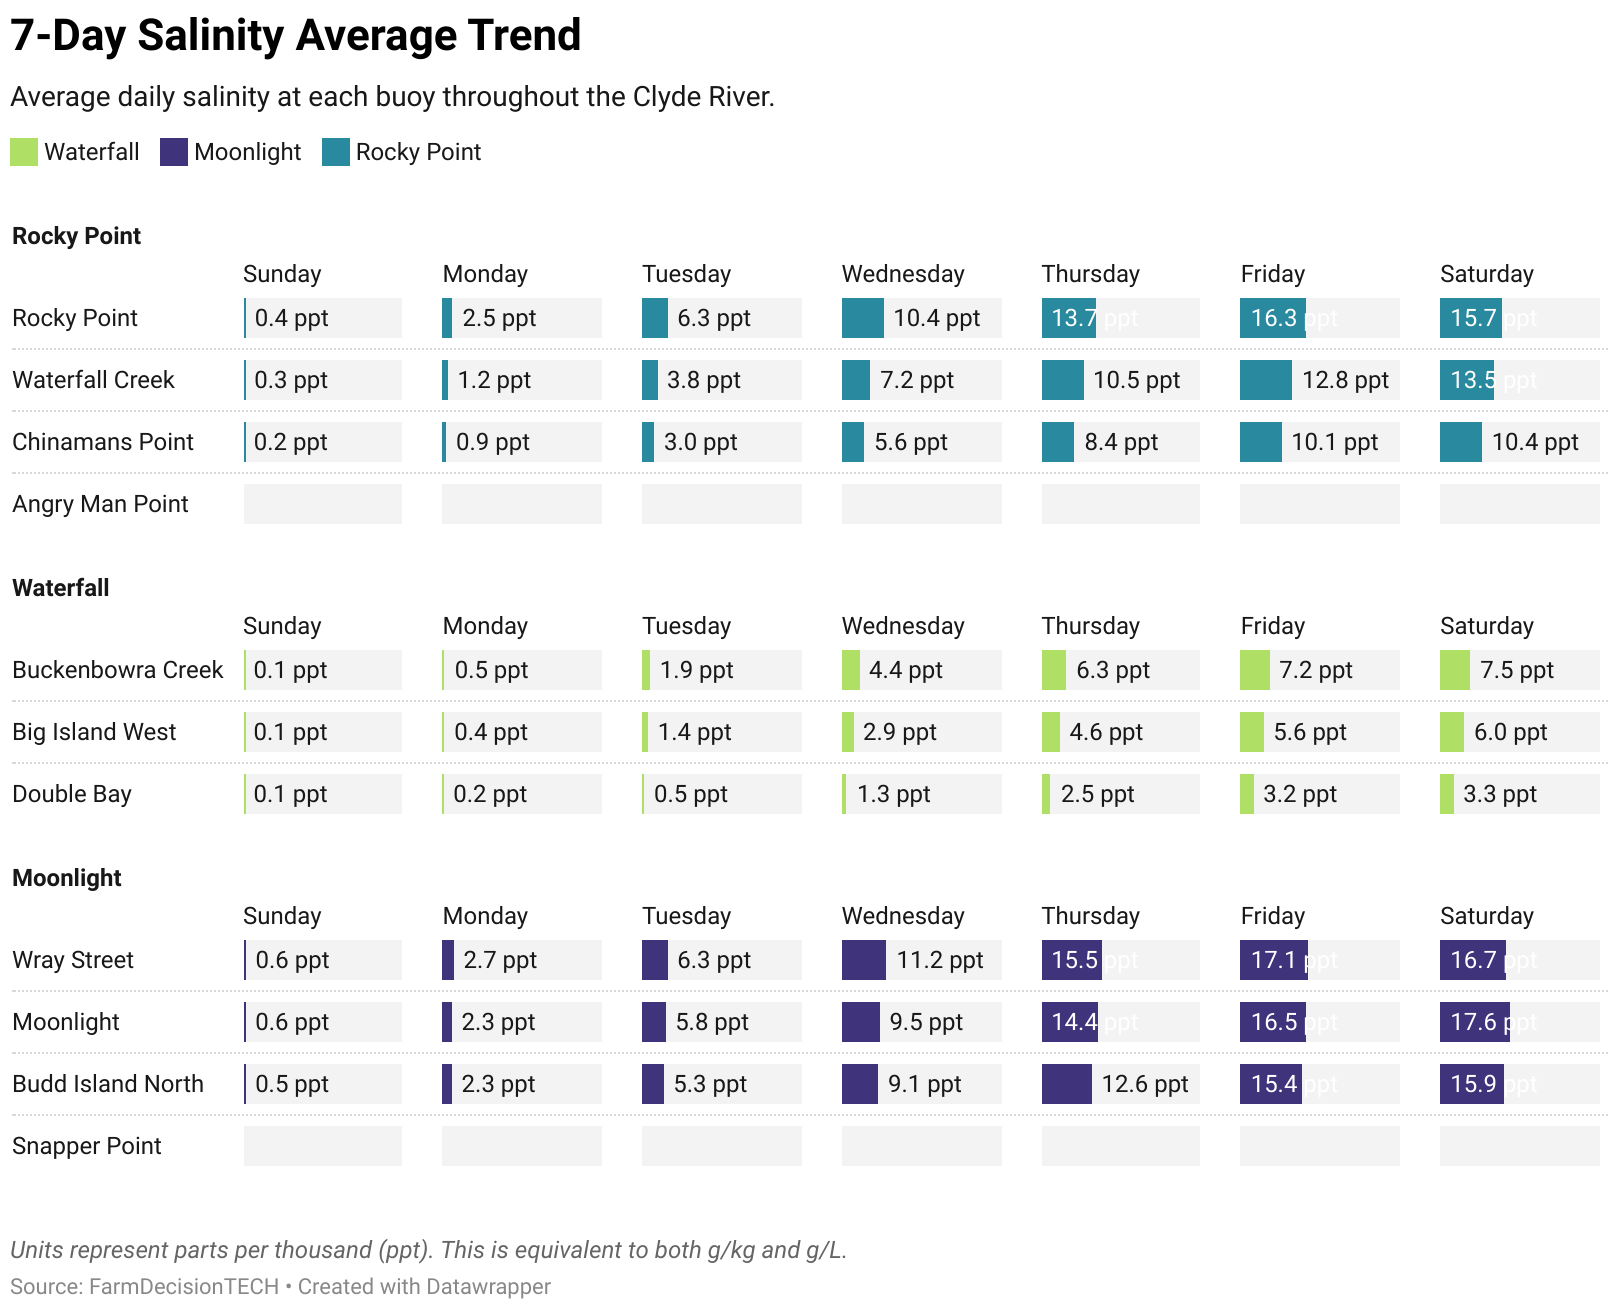 7-Day Salinity Average Trend
Average daily salinity at each buoy throughout the Clyde River.
Waterfall Moonlight Rocky Point
Rocky Point
Sunday Monday Tuesday Wednesday Thursday Friday Saturday
Rocky Point 0.4 ppt 2.5 ppt 6.3 ppt 10.4 ppt 13.7 ppt 16.3 ppt 15.7 ppt
Waterfall Creek 0.3 ppt 1.2 ppt 3.8 ppt 7.2 ppt 10.5 ppt 12.8 ppt 13.5 ppt
Chinamans Point 0.2 ppt 0.9 ppt 3.0 ppt 5.6 ppt 8.4 ppt 10.1 ppt 10.4 ppt
Angry Man Point
Waterfall
Sunday Monday Tuesday Wednesday Thursday Friday Saturday
Buckenbowra Creek 0.1 ppt 0.5 ppt 1.9 ppt 4.4 ppt 6.3 ppt 7.2 ppt 7.5 ppt
Big Island West 0.1 ppt 0.4 ppt 1.4 ppt 2.9 ppt 4.6 ppt 5.6 ppt 6.0 ppt
Double Bay 0.1 ppt 0.2 ppt 0.5 ppt 1.3 ppt 2.5 ppt 3.2 ppt 3.3 ppt
Moonlight
Sunday Monday Tuesday Wednesday Thursday Friday Saturday
Wray Street 0.6 ppt 2.7 ppt 6.3 ppt 11.2 ppt 15.5 ppt 17.1 ppt 16.7 ppt
Moonlight 0.6 ppt 2.3 ppt 5.8 ppt 9.5 ppt 14.4 ppt 16.5 ppt 17.6 ppt
Budd Island North 0.5 ppt 2.3 ppt 5.3 ppt 9.1 ppt 12.6 ppt 15.4 ppt 15.9 ppt
Snapper Point
Units represent parts per thousand (ppt). This is equivalent to both g/kg and g/L.
Source: FarmDecisionTECH • Created with Datawrapper